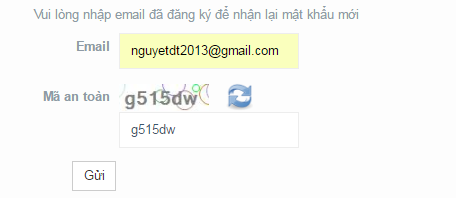 Vui lòng nhập email đã đăng ký để nhận lại mật khẩu mới
Email nguyetdt2013@gmail.com
Mã an toàn g515dw
g515dw
Gửi